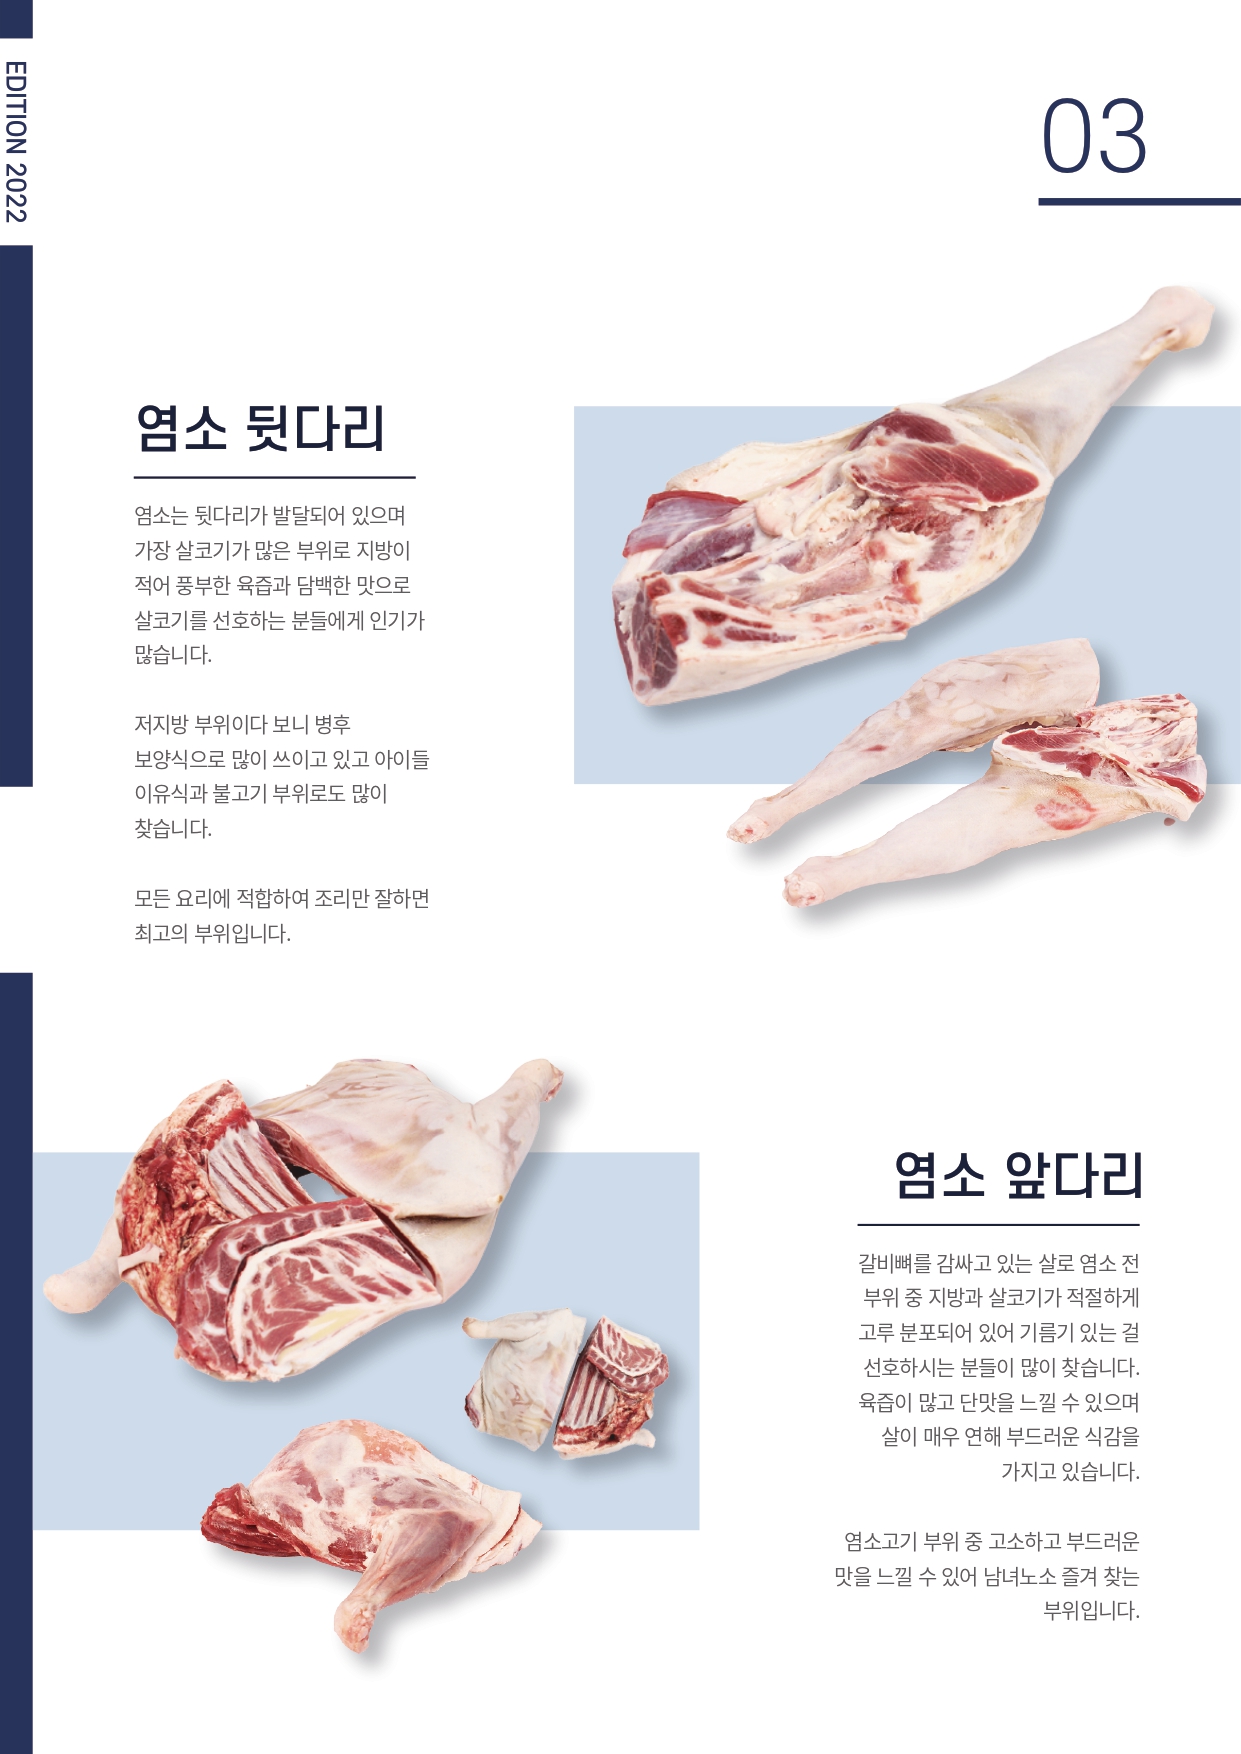 EDITION 2022
03
염소 뒷다리
염소는 뒷다리가 발달되어 있으며
가장 살코기가 많은 부위로 지방이
적어 풍부한 육즙과 담백한 맛으로
살코기를 선호하는 분들에게 인기가
많습니다.
저지방 부위이다 보니 병후
보양식으로 많이 쓰이고 있고 아이들
이유식과 불고기 부위로도 많이
찾습니다.
모든 요리에 적합하여 조리만 잘하면
최고의 부위입니다.
염소 앞다리
갈비뼈를 감싸고 있는 살로 염소 전
부위 중 지방과 살코기가 적절하게
고루 분포되어 있어 기름기 있는 걸
선호하시는 분들이 많이 찾습니다.
육즙이 많고 단맛을 느낄 수 있으며
살이 매우 연해 부드러운 식감을
가지고 있습니다.
염소고기 부위 중 고소하고 부드러운
맛을 느낄 수 있어 남녀노소 즐겨 찾는
부위입니다.